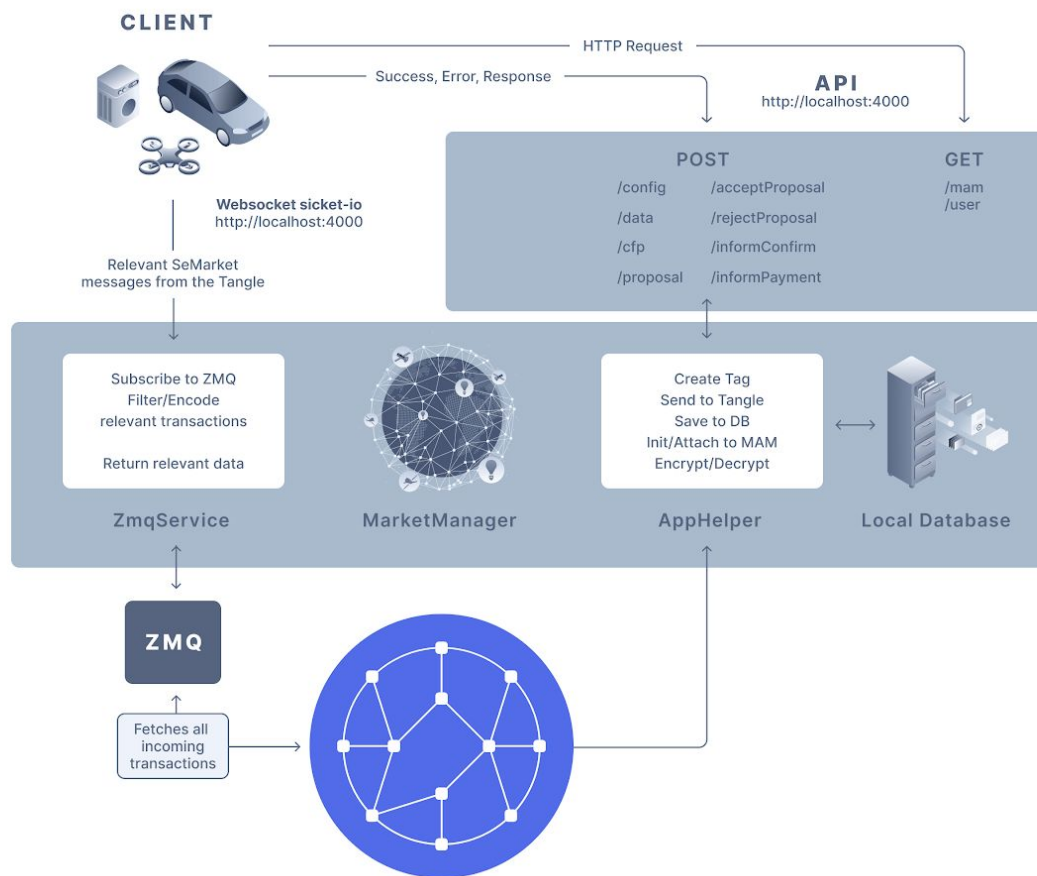 CLIENT
HTTP Request
Success, Error, Response
API
http://localhost:4000
POST
GET
/config
/acceptProposal
/mam
/data
/rejectProposal
/user
/cfp
/informConfirm
/proposal
/informPayment
Websocket sicket-io
http://localhost:4000
Relevant SeMarket
messages from the Tangle
Subscribe to ZMQ
Filter/Encode
relevant transactions
Return relevant data
Create Tag
Send to Tangle
Save to DB
Init/Attach to MAM
Encrypt/Decrypt
ZmqService
MarketManager
AppHelper
Local Database
ZMQ
Fetches all
incoming
transactions